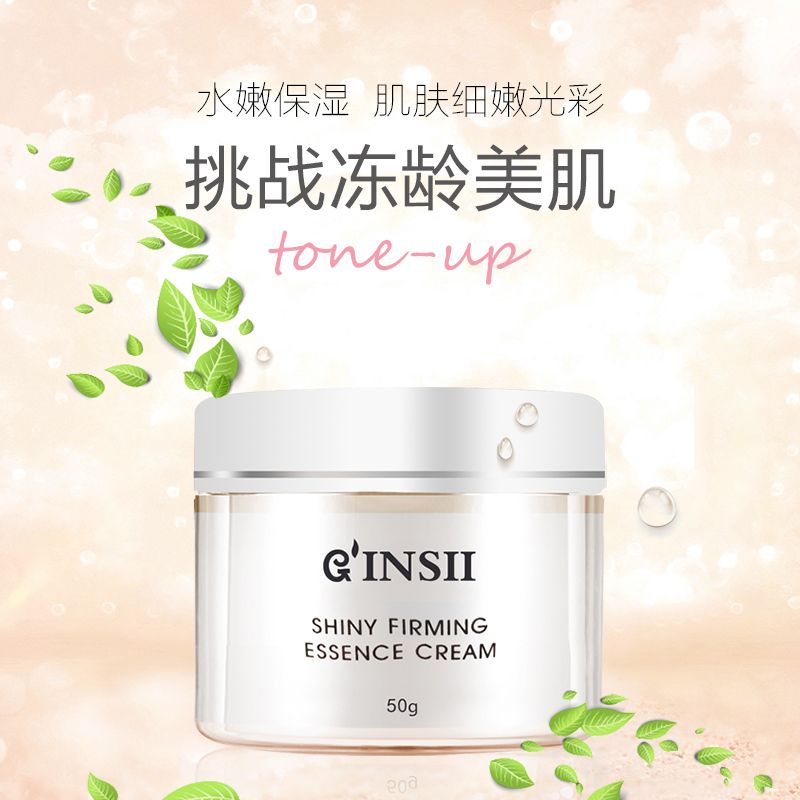 水嫩保湿 肌肤细嫩光彩
挑战冻龄美肌
tone-up
G'INSII
SHINY FIRMING
ESSENCE CREAM
50g